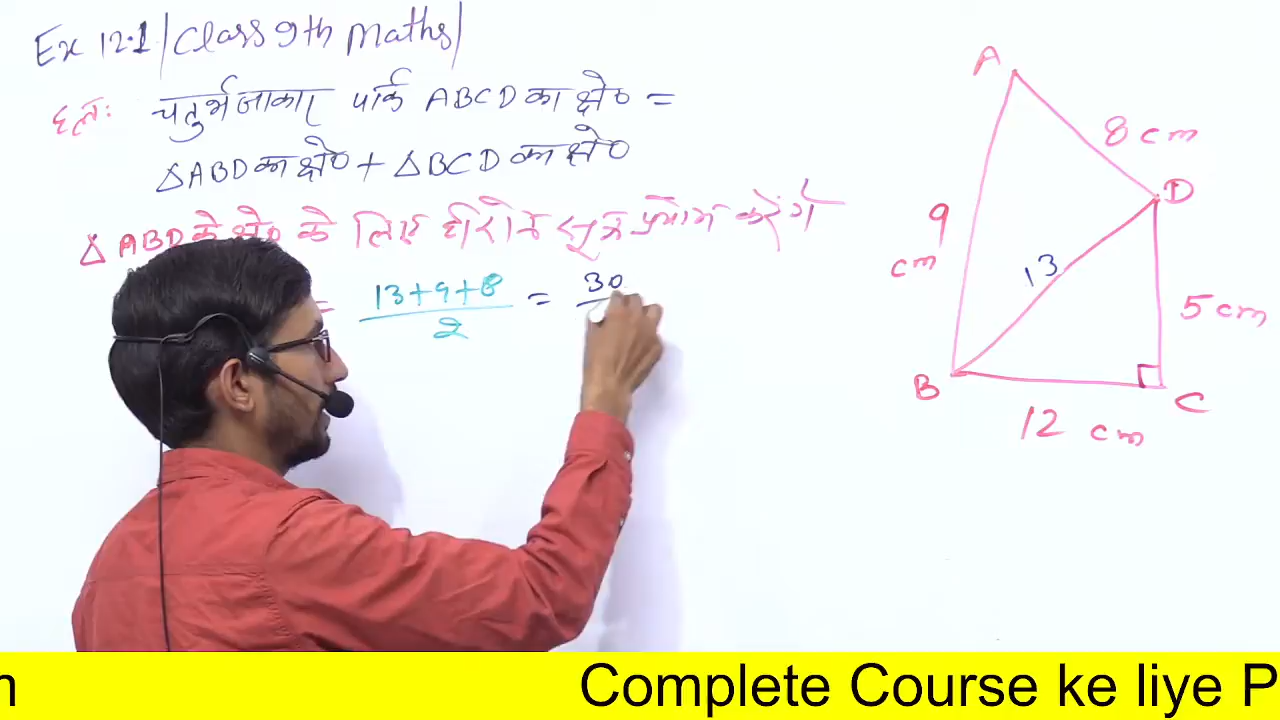 Ex 12.1 | Class 9th Maths |
हल: चतुर्भुजाकार पार्क ABCD का क्षे० =
△ABD का क्षे० + △BCD का क्षे०
△ABD के क्षे० के लिए हीरोन सूत्र प्रयोग करेंगे
= 13+9+8 / 2 = 30
A
8 cm
D
9 cm
13
5 cm
B
C
12 cm
Complete Course ke liye P